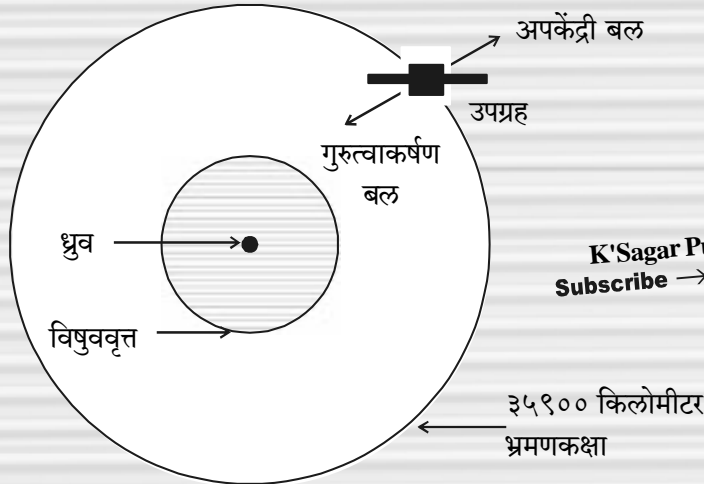 अपकेंद्री बल
उपग्रह
गुरुत्वाकर्षण
बल
ध्रुव
K'Sagar
Subscribe →
विषुववृत्त
३५९०० किलोमीटर
भ्रमणकक्षा